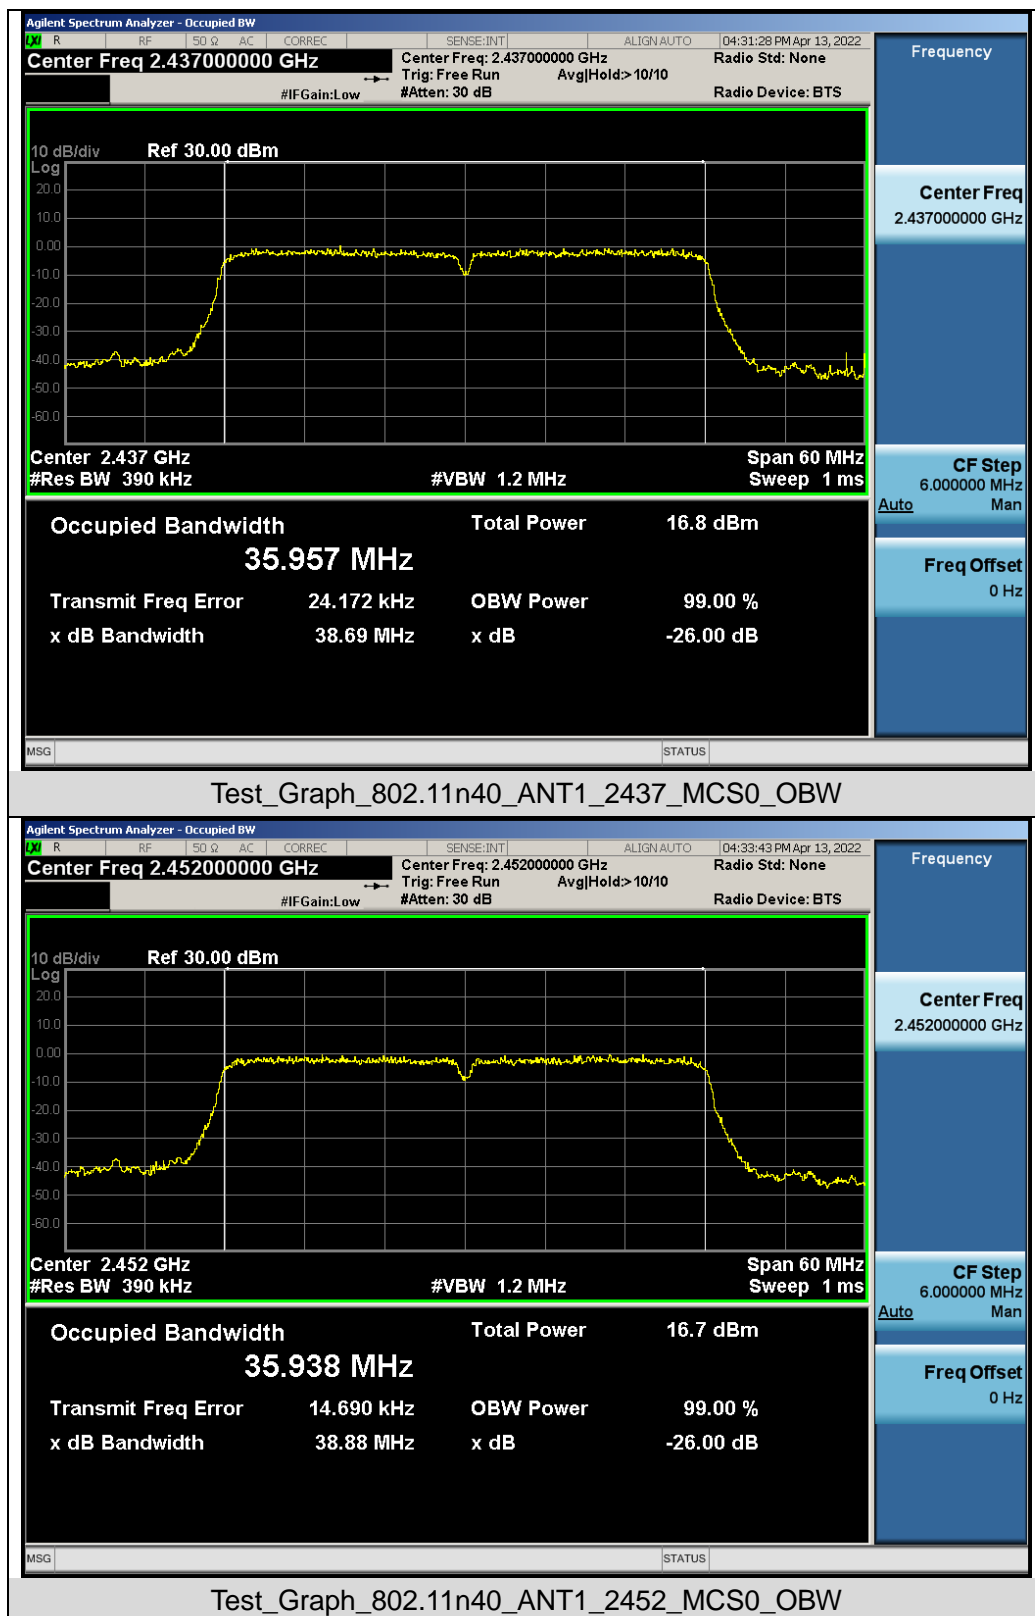 Agilent Spectrum Analyzer - Occupied BW
LXI R RF 50 Ω AC CORREC SENSE:INT ALIGN AUTO 04:31:28 PM Apr 13, 2022
Center Freq 2.437000000 GHz
Center Freq: 2.437000000 GHz
Radio Std: None
Trig: Free Run Avg|Hold:>10/10
#IFGain:Low
#Atten: 30 dB
Radio Device: BTS
Frequency
10 dB/div Ref 30.00 dBm
Log
20.0
10.0
0.00
-10.0
-20.0
-30.0
-40.0
-50.0
-60.0
Center 2.437 GHz Span 60 MHz
#Res BW 390 kHz #VBW 1.2 MHz Sweep 1 ms
Center Freq
2.437000000 GHz
CF Step
6.000000 MHz
Auto Man
Freq Offset
0 Hz
Occupied Bandwidth Total Power 16.8 dBm
35.957 MHz
Transmit Freq Error 24.172 kHz OBW Power 99.00 %
x dB Bandwidth 38.69 MHz x dB -26.00 dB
MSG STATUS
Test_Graph_802.11n40_ANT1_2437_MCS0_OBW
Agilent Spectrum Analyzer - Occupied BW
LXI R RF 50 Ω AC CORREC SENSE:INT ALIGN AUTO 04:33:43 PM Apr 13, 2022
Center Freq 2.452000000 GHz
Center Freq: 2.452000000 GHz
Radio Std: None
Trig: Free Run Avg|Hold:>10/10
#IFGain:Low
#Atten: 30 dB
Radio Device: BTS
Frequency
10 dB/div Ref 30.00 dBm
Log
20.0
10.0
0.00
-10.0
-20.0
-30.0
-40.0
-50.0
-60.0
Center 2.452 GHz Span 60 MHz
#Res BW 390 kHz #VBW 1.2 MHz Sweep 1 ms
Center Freq
2.452000000 GHz
CF Step
6.000000 MHz
Auto Man
Freq Offset
0 Hz
Occupied Bandwidth Total Power 16.7 dBm
35.938 MHz
Transmit Freq Error 14.690 kHz OBW Power 99.00 %
x dB Bandwidth 38.88 MHz x dB -26.00 dB
MSG STATUS
Test_Graph_802.11n40_ANT1_2452_MCS0_OBW